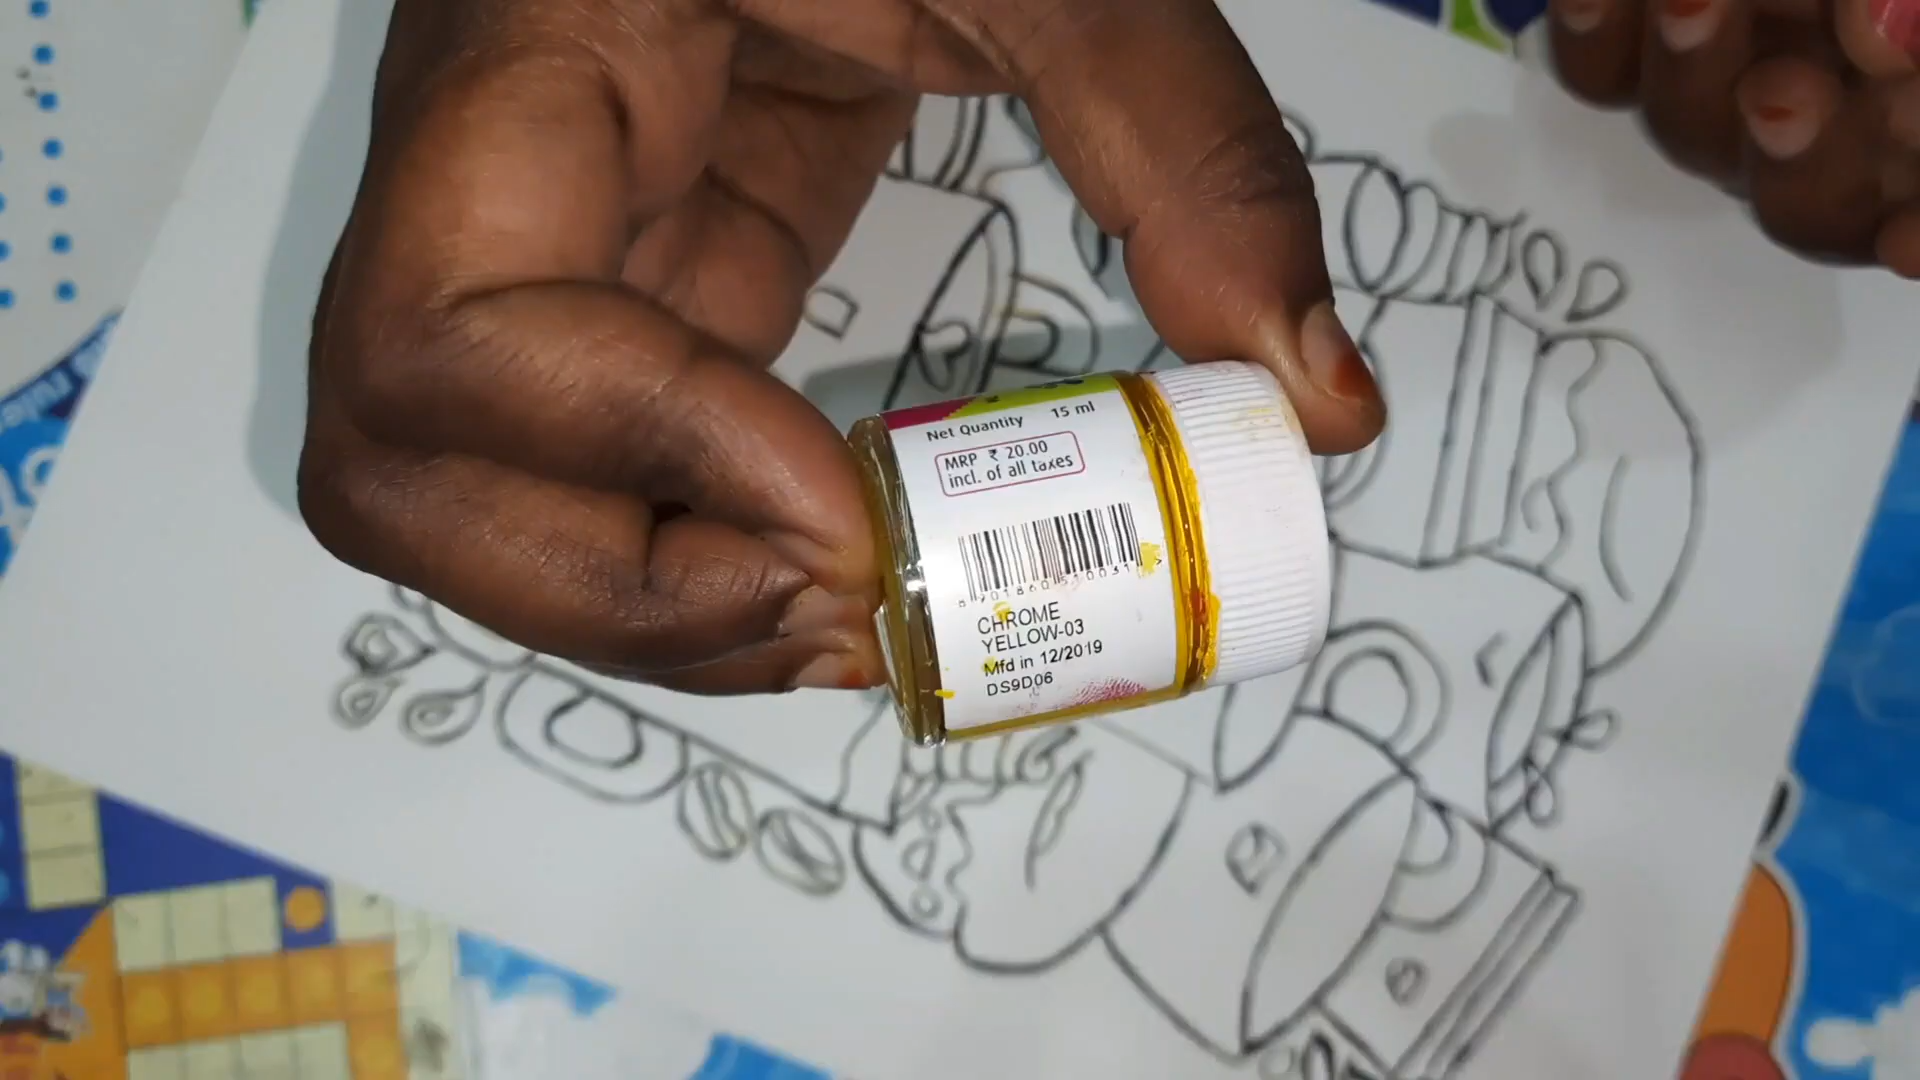 Net Quantity 15 ml
MRP ₹ 20.00
incl. of all taxes
CHROME
YELLOW-03
Mfd in 12/2019
DS9D06